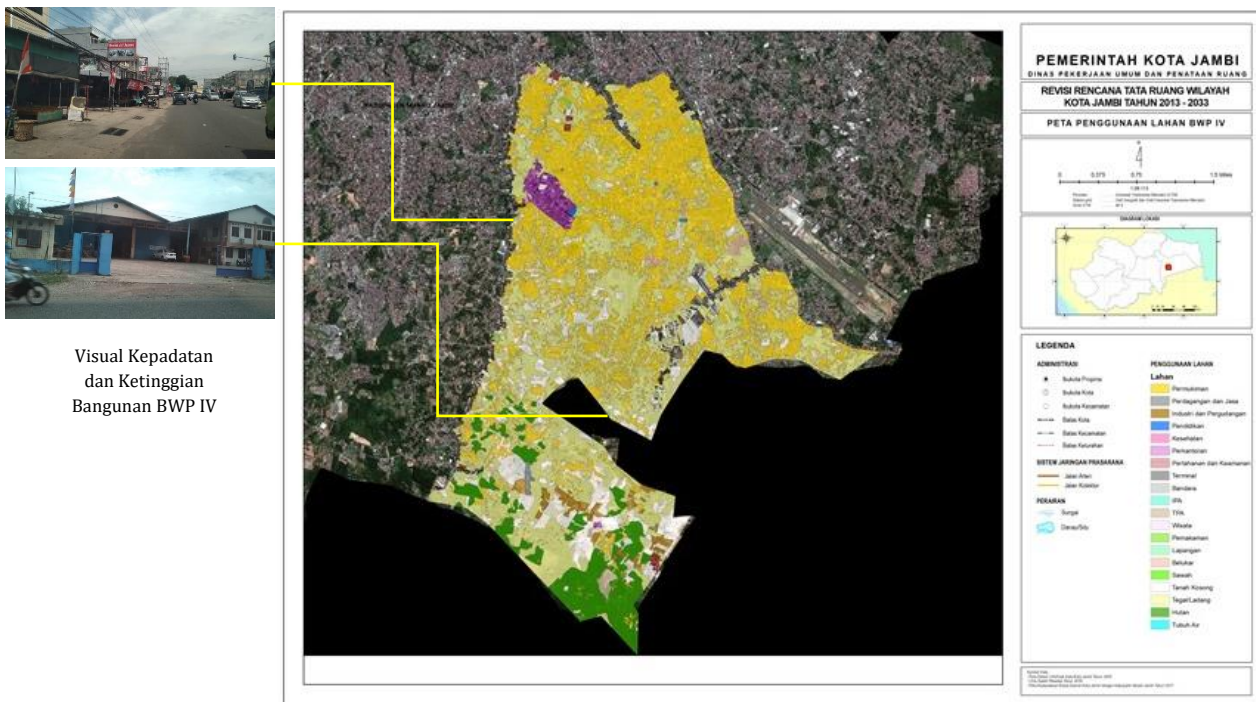 Visual Kepadatan
dan Ketinggian
Bangunan BWP IV
PEMERINTAH KOTA JAMBI
DINAS PEKERJAAN UMUM DAN PENATAAN RUANG
REVISI RENCANA TATA RUANG WILAYAH
KOTA JAMBI TAHUN 2013 - 2033
PETA PENGGUNAAN LAHAN BWP IV
0 0.375 0.75 1.5 Miles
DIAGRAM LOKASI
LEGENDA
ADMINISTRASI
Ibukota Propinsi
Ibukota Kota
Ibukota Kecamatan
Batas Kota
Batas Kecamatan
Batas Kelurahan
SISTEM JARINGAN PRASARANA
Jalan Arteri
Jalan Kolektor
PERAIRAN
Sungai
Danau/Situ
PENGGUNAAN LAHAN
Lahan
Permukiman
Perdagangan dan Jasa
Industri dan Pergudangan
Pendidikan
Kesehatan
Pertahanan dan Keamanan
Terminal
Bandara
IPA
TPA
Wisata
Pemakaman
Lapangan
Belukar
Sawah
Tanah Kosong
Tegal/Ladang
Hutan
Tubuh Air